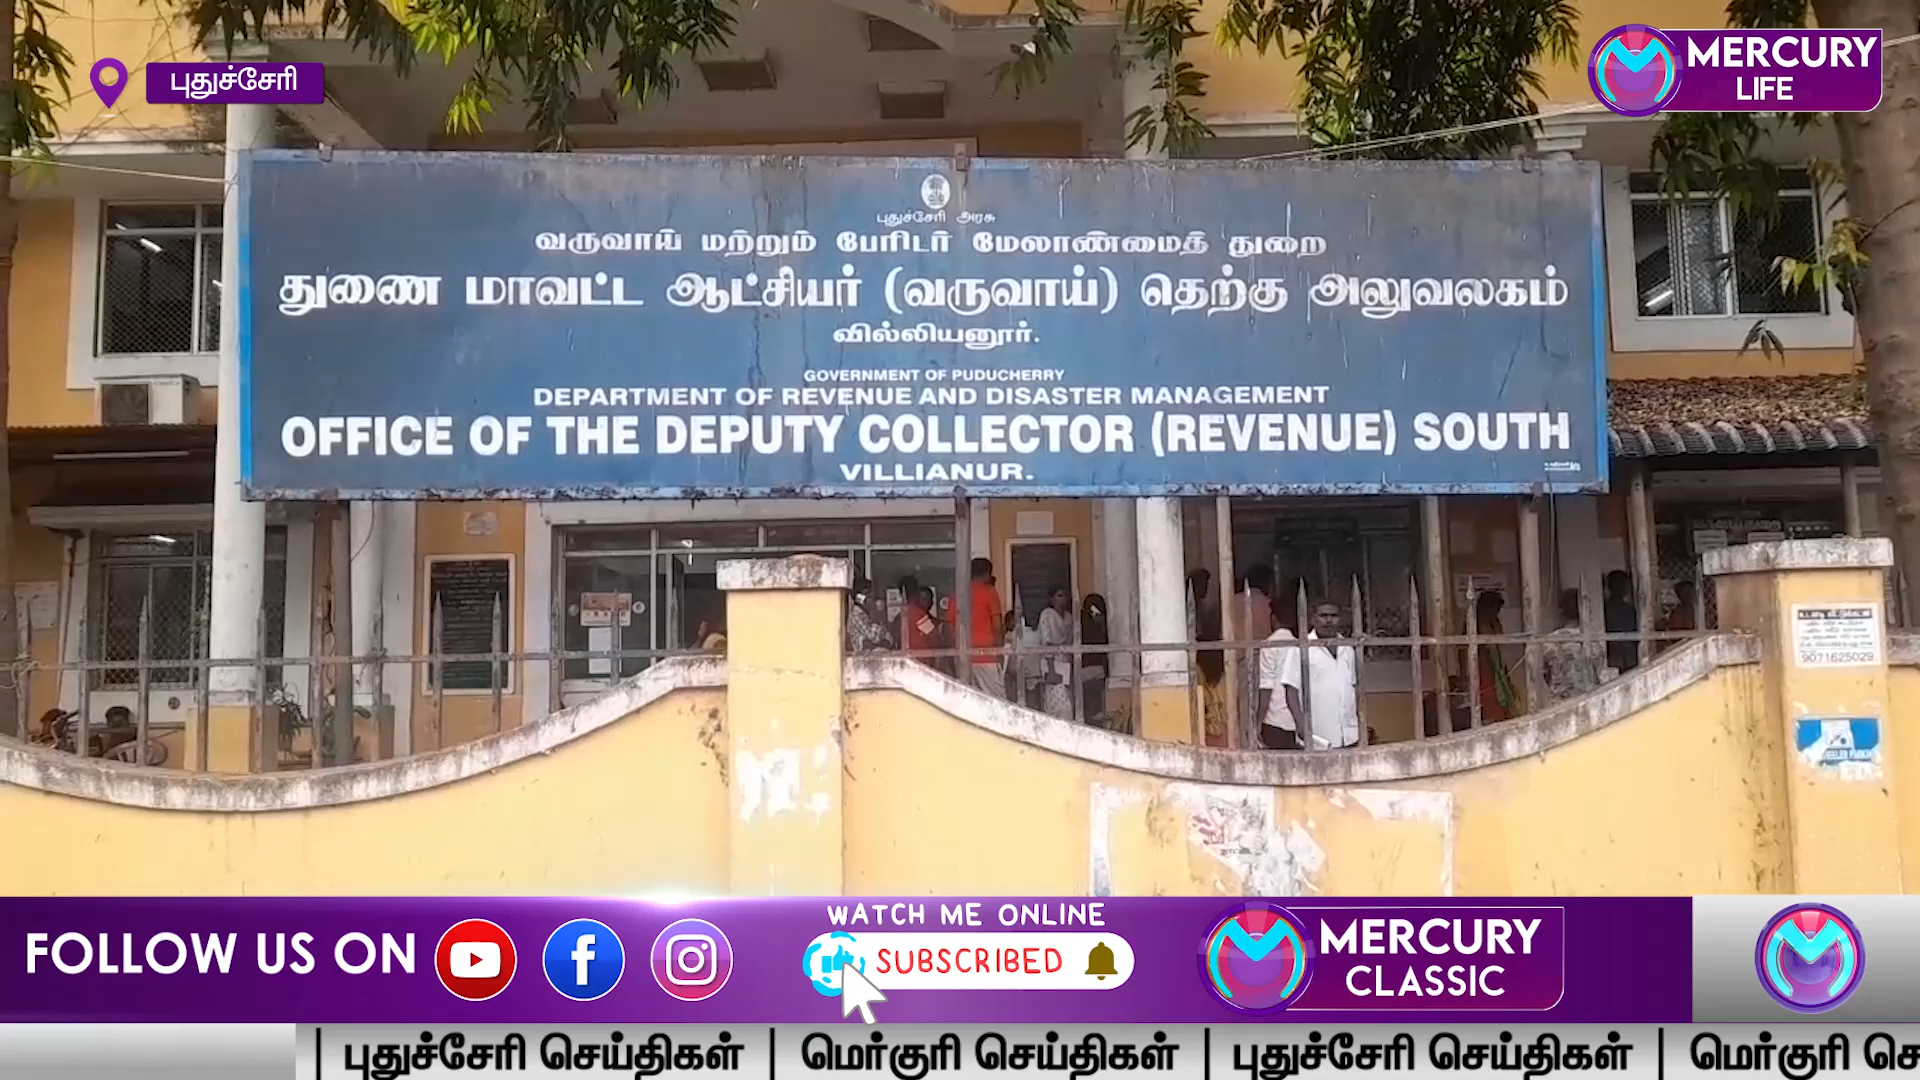 புதுச்சேரி
MERCURY
LIFE
புதுச்சேரி அரசு
வருவாய் மற்றும் பேரிடர் மேலாண்மைத் துறை
துணை மாவட்ட ஆட்சியர் (வருவாய்) தெற்கு அலுவலகம்
வில்லியனூர்.
GOVERNMENT OF PUDUCHERRY
DEPARTMENT OF REVENUE AND DISASTER MANAGEMENT
OFFICE OF THE DEPUTY COLLECTOR (REVENUE) SOUTH
VILLIANUR.
9071625029
FOLLOW US ON
WATCH ME ONLINE
SUBSCRIBED
MERCURY
CLASSIC
| புதுச்சேரி செய்திகள் | மெர்குரி செய்திகள் | புதுச்சேரி செய்திகள் | மெர்குரி செ